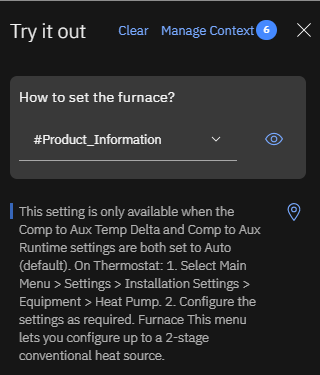 Try it out
Clear
Manage Context 6
How to set the furnace?
#Product_Information
This setting is only available when the
Comp to Aux Temp Delta and Comp to Aux
Runtime settings are both set to Auto
(default). On Thermostat: 1. Select Main
Menu > Settings > Installation Settings >
Equipment > Heat Pump. 2. Configure the
settings as required. Furnace This menu
lets you configure up to a 2-stage
conventional heat source.